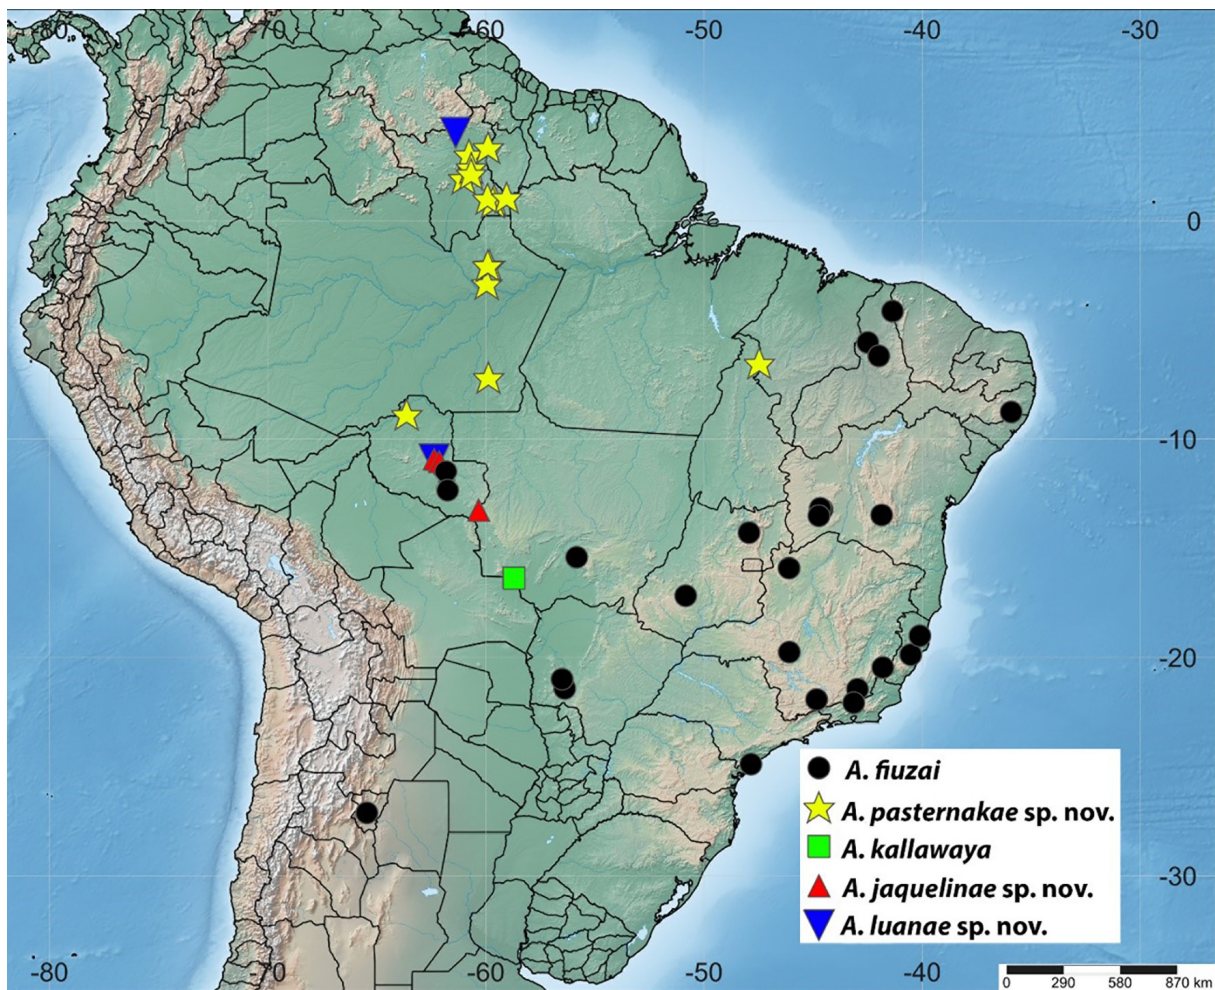 -80 -70 -60 -50 -40 -30
0
-10
-20
A. fiuzai
A. pasternakae sp. nov.
A. kallawaya
-30
A. jaquelinae sp. nov.
A. luanae sp. nov.
-80 -70 -60 -50 -40
0 290 580 870 km